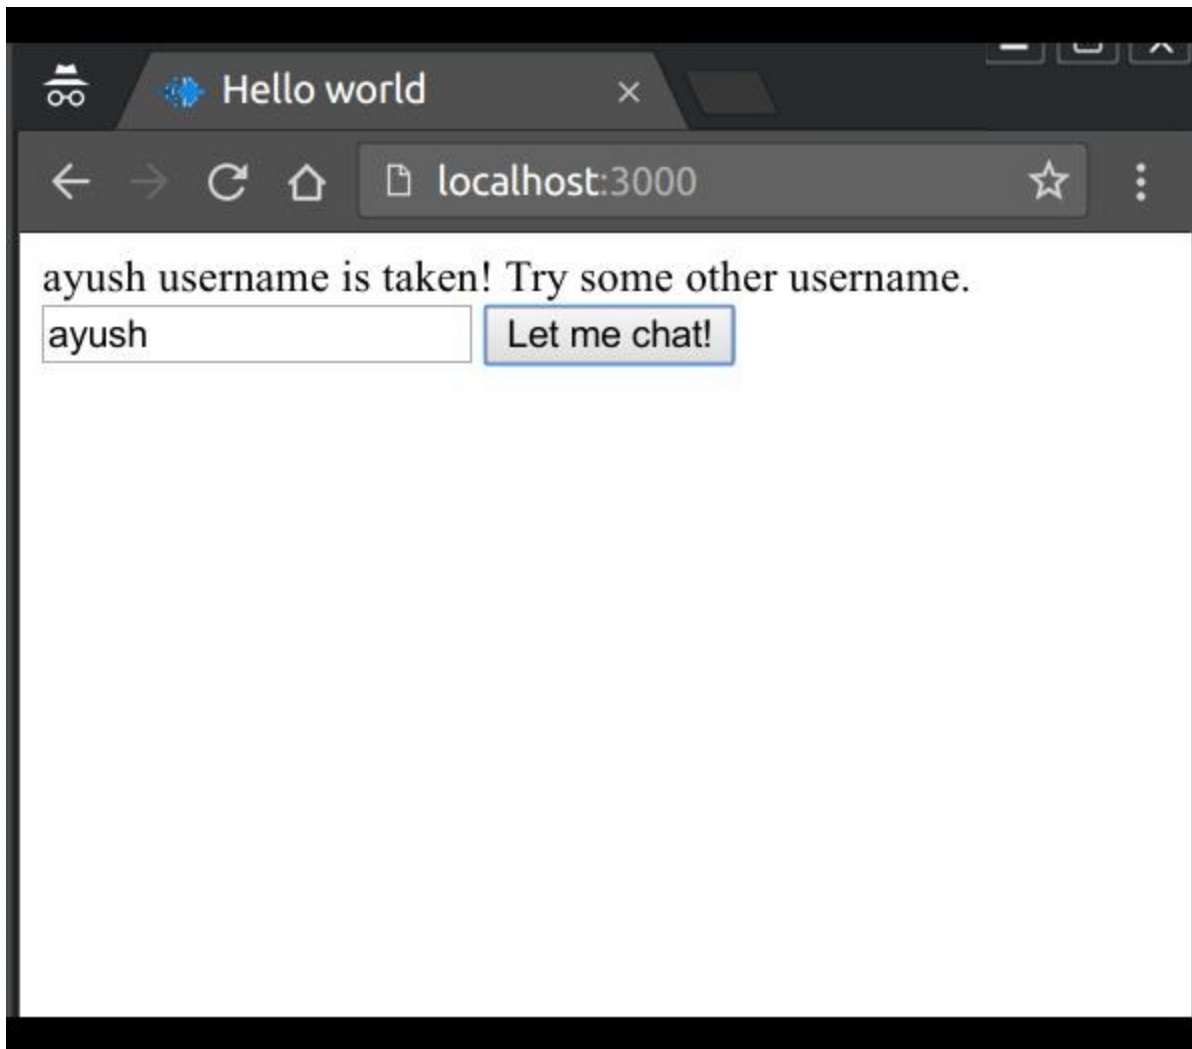 Hello world
localhost:3000
ayush username is taken! Try some other username.
ayush Let me chat!